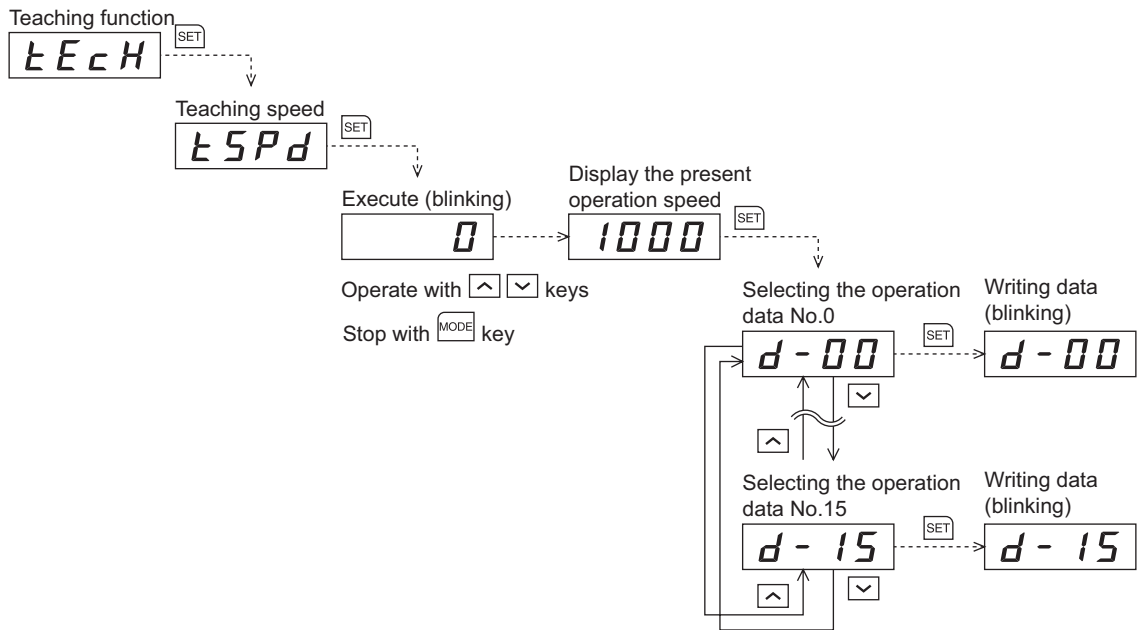 Teaching function
SET
tEcH
Teaching speed
SET
tSPd
Execute (blinking)
0
Display the present
operation speed
SET
1000
Operate with keys
Stop with MODE key
Selecting the operation
data No.0
SET
d-00
Writing data
(blinking)
d-00
Selecting the operation
data No.15
SET
d-15
Writing data
(blinking)
d-15